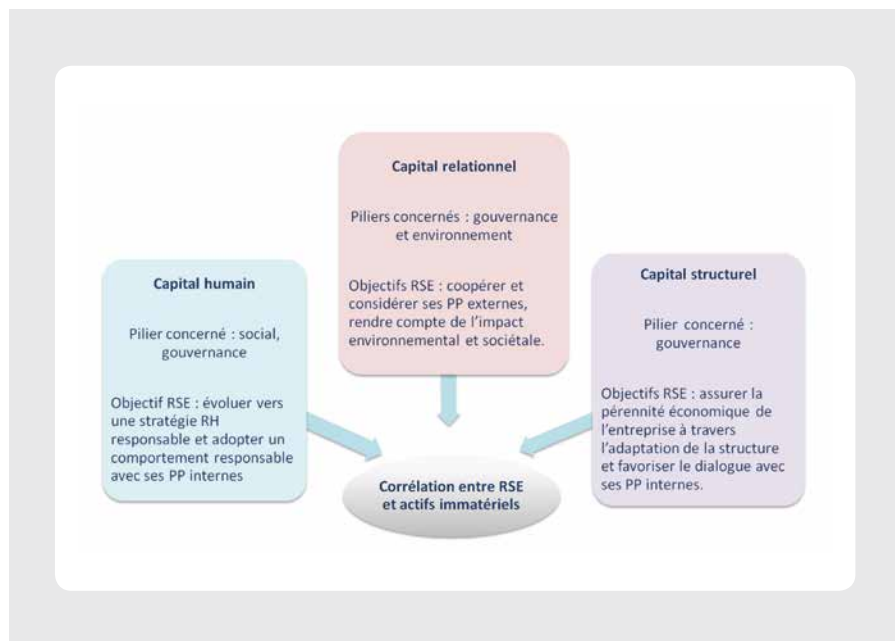 Capital relationnel
Piliers concernés : gouvernance
et environnement
Objectifs RSE : coopérer et
considérer ses PP externes,
rendre compte de l'impact
environnemental et sociétale.
Capital humain
Pilier concerné : social,
gouvernance
Objectif RSE : évoluer vers
une stratégie RH
responsable et adopter un
comportement responsable
avec ses PP internes
Capital structurel
Pilier concerné :
gouvernance
Objectifs RSE : assurer la
pérennité économique de
l'entreprise à travers
l'adaptation de la structure
et favoriser le dialogue avec
ses PP internes.
Corrélation entre RSE
et actifs immatériels